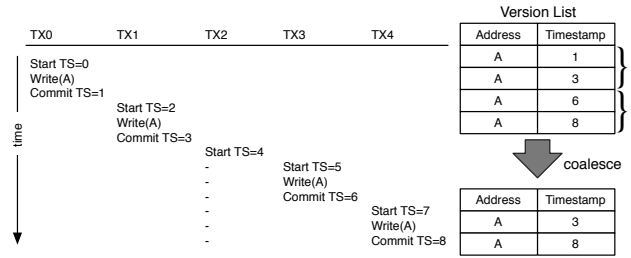 Version List
TX0 TX1 TX2 TX3 TX4
Address Timestamp
A 1
A 3
A 6
A 8
Start TS=0
Write(A)
Commit TS=1
Start TS=2
Write(A)
Commit TS=3
Start TS=4
-
-
-
-
-
-
Start TS=5
Write(A)
Commit TS=6
Start TS=7
Write(A)
Commit TS=8
time
coalesce
Address Timestamp
A 3
A 8